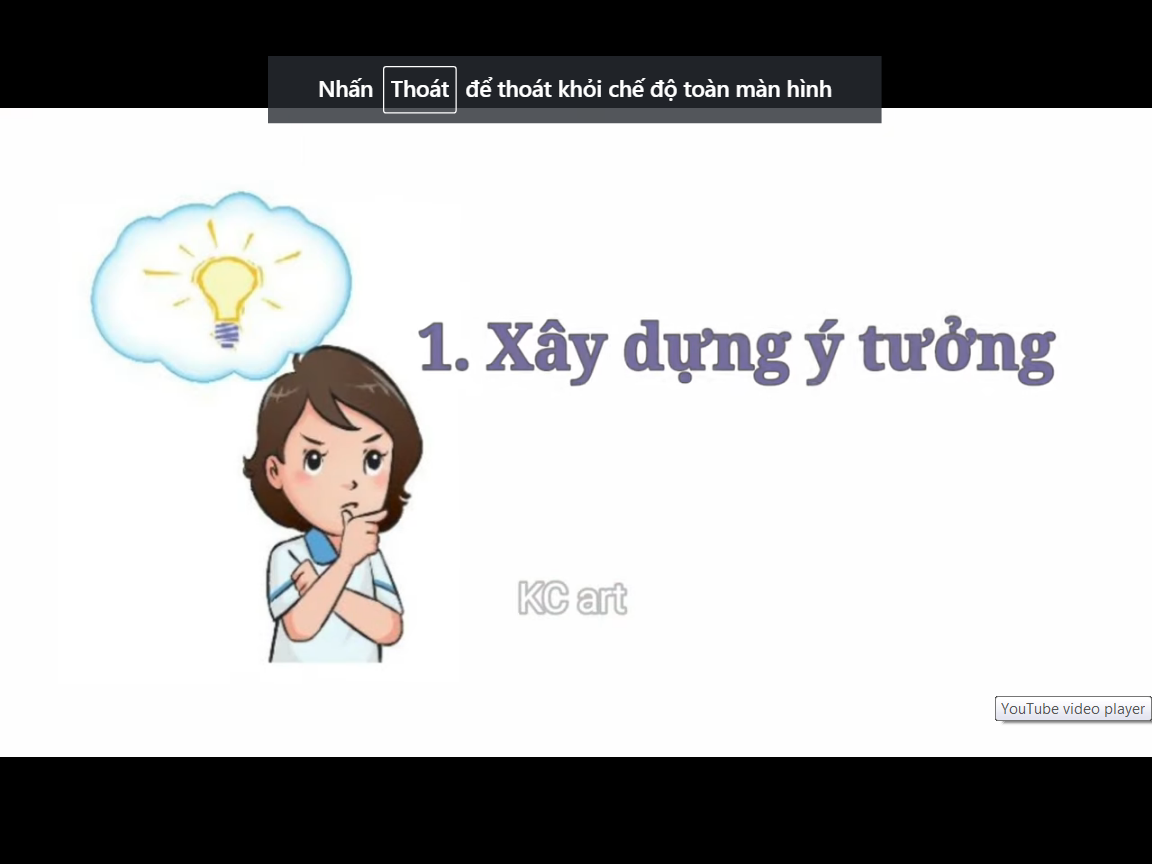 Nhấn Thoát để thoát khỏi chế độ toàn màn hình
1. Xây dựng ý tưởng
KC art
YouTube video player